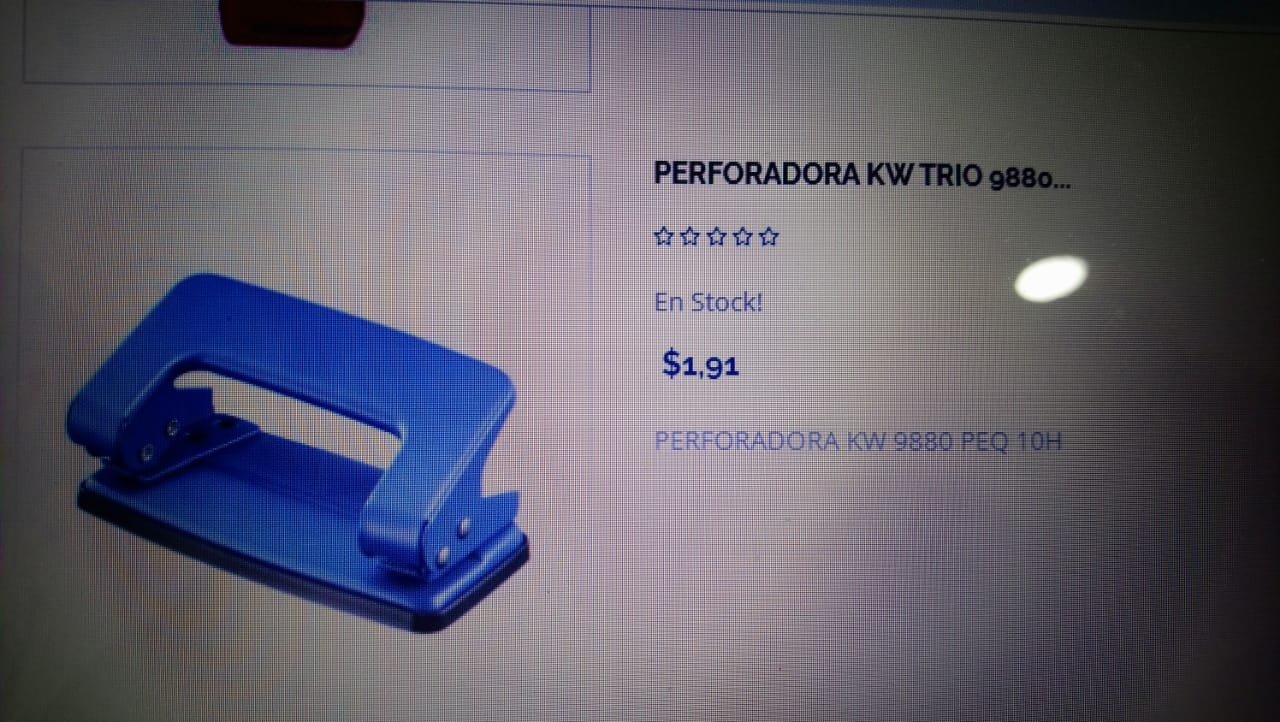 PERFORADORA KW TRIO 9880...
En Stock!
$1,91
PERFORADORA KW 9880 PEQ 10H